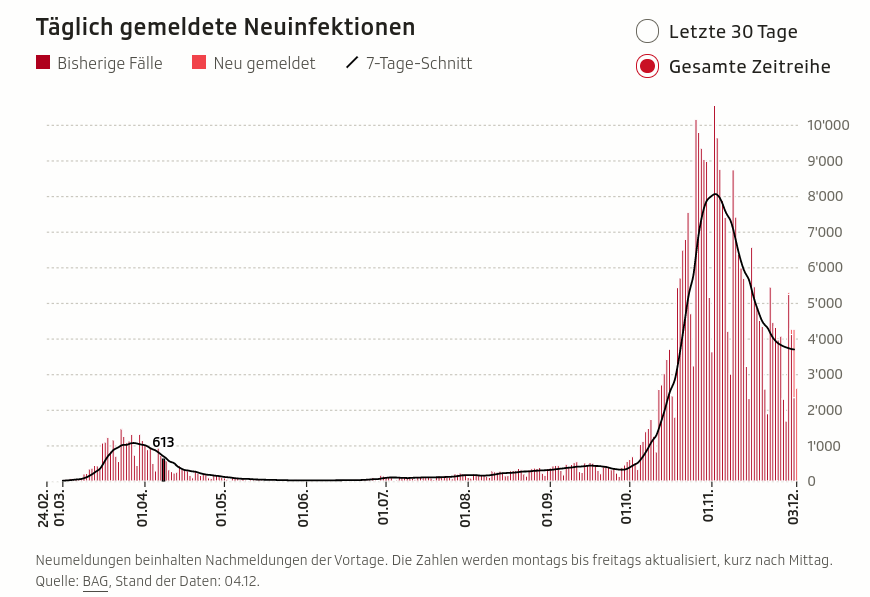 Täglich gemeldete Neuinfektionen
Bisherige Fälle
Neu gemeldet
7-Tage-Schnitt
Letzte 30 Tage
Gesamte Zeitreihe
10'000
9'000
8'000
7'000
6'000
5'000
4'000
3'000
2'000
1'000
0
613
24.02.
01.03.
01.04.
01.05.
01.06.
01.07.
01.08.
01.09.
01.10.
01.11.
03.12.
Neumeldungen beinhalten Nachmeldungen der Vortage. Die Zahlen werden montags bis freitags aktualisiert, kurz nach Mittag.
Quelle: BAG, Stand der Daten: 04.12.